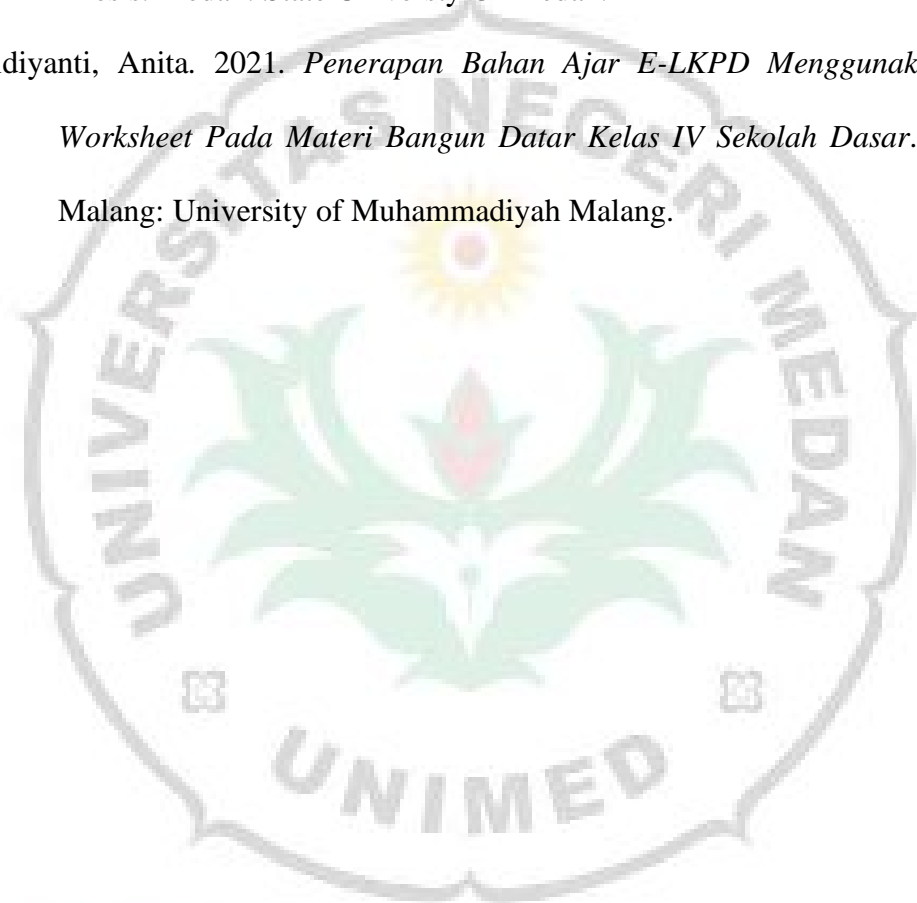 diyanti, Anita. 2021. Penerapan Bahan Ajar E-LKPD Menggunak
Worksheet Pada Materi Bangun Datar Kelas IV Sekolah Dasar.
Malang: University of Muhammadiyah Malang.
UNIVERSITAS NEGERI MEDAN
UNIMED